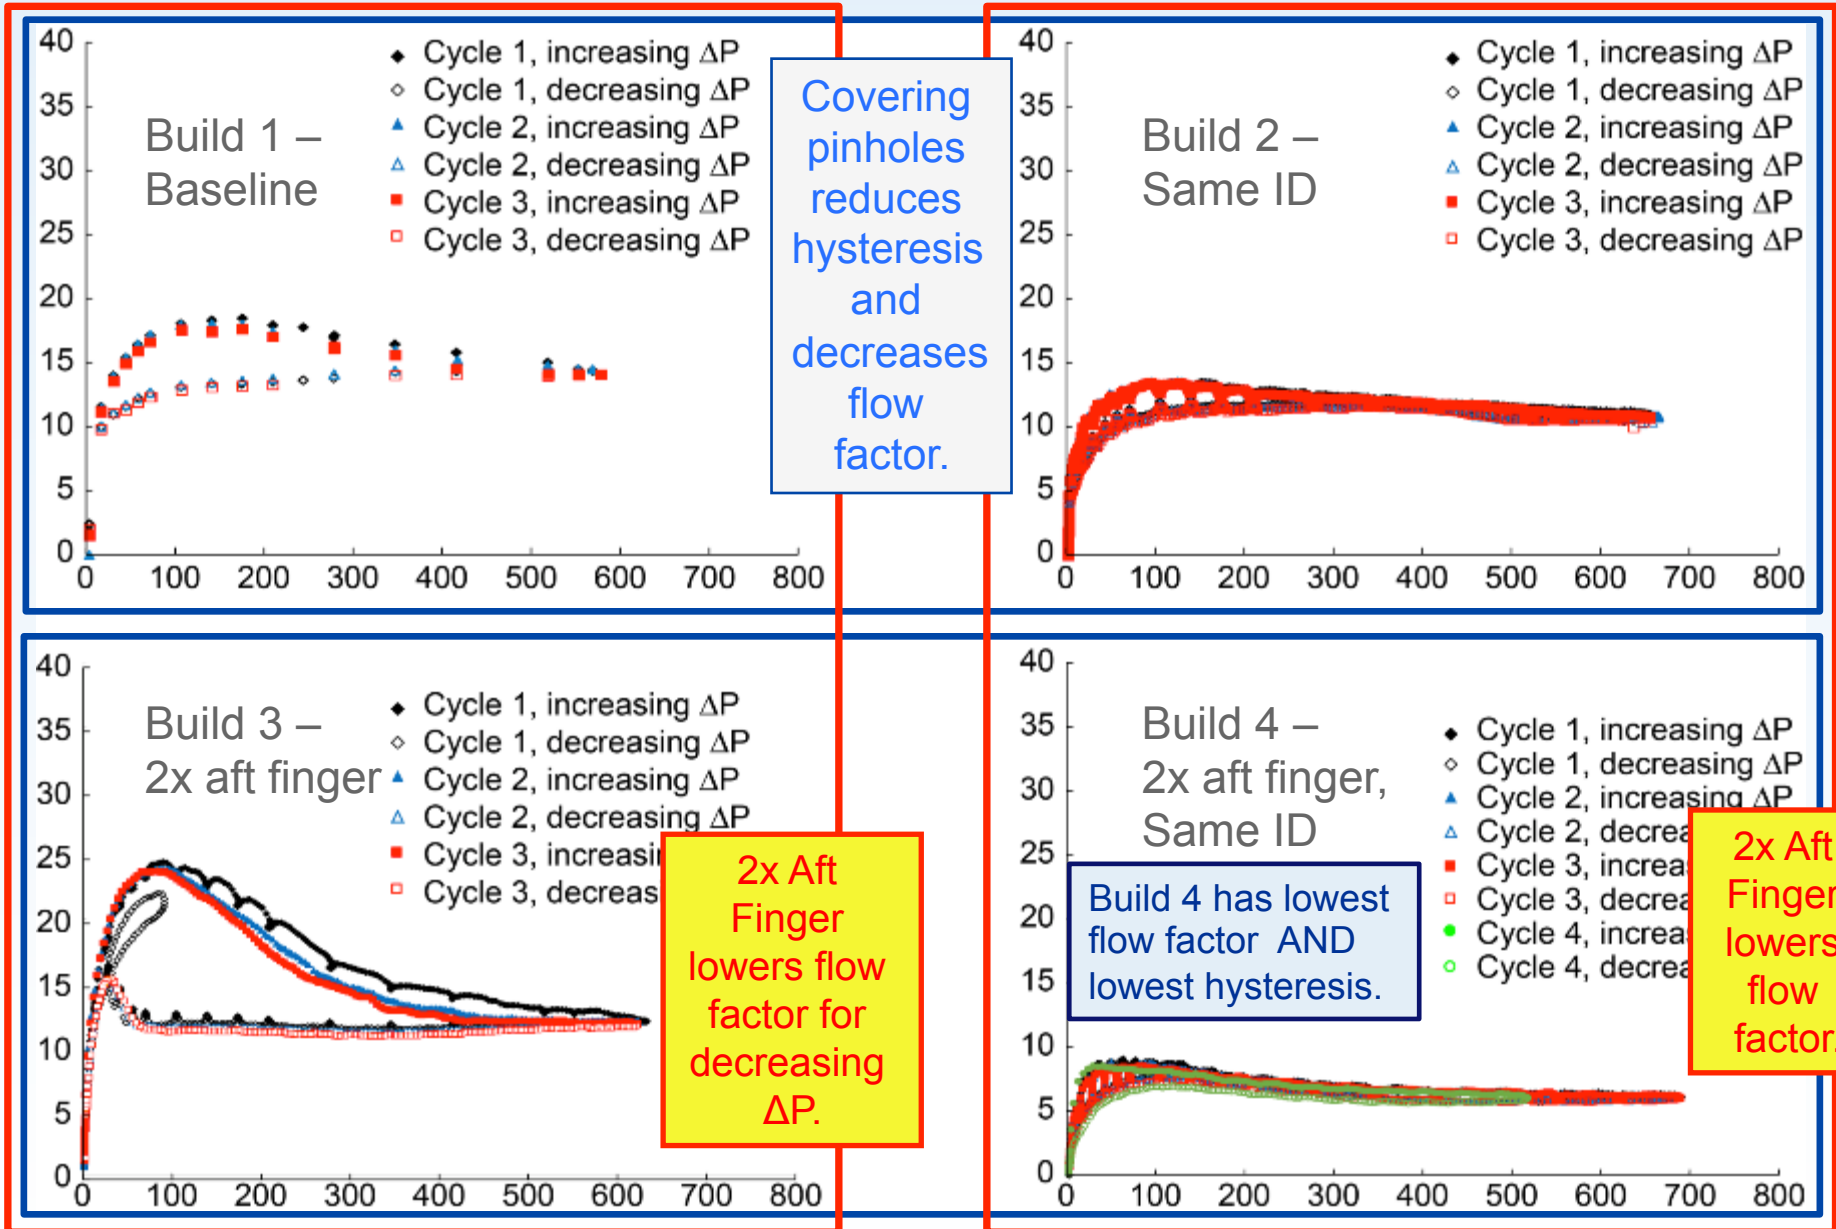 40
35
30
25
20
15
10
5
0
0 100 200 300 400 500 600 700 800
Build 1 –
Baseline
Cycle 1, increasing ΔP
Cycle 1, decreasing ΔP
Cycle 2, increasing ΔP
Cycle 2, decreasing ΔP
Cycle 3, increasing ΔP
Cycle 3, decreasing ΔP
Covering
pinholes
reduces
hysteresis
and
decreases
flow
factor.
40
35
30
25
20
15
10
5
0
0 100 200 300 400 500 600 700 800
Build 2 –
Same ID
Cycle 1, increasing ΔP
Cycle 1, decreasing ΔP
Cycle 2, increasing ΔP
Cycle 2, decreasing ΔP
Cycle 3, increasing ΔP
Cycle 3, decreasing ΔP
40
35
30
25
20
15
10
5
0
0 100 200 300 400 500 600 700 800
Build 3 –
2x aft finger
Cycle 1, increasing ΔP
Cycle 1, decreasing ΔP
Cycle 2, increasing ΔP
Cycle 2, decreasing ΔP
Cycle 3, increasi
Cycle 3, decreas
2x Aft
Finger
lowers flow
factor for
decreasing
ΔP.
40
35
30
25
20
15
10
5
0
0 100 200 300 400 500 600 700 800
Build 4 –
2x aft finger,
Same ID
Cycle 1, increasing ΔP
Cycle 1, decreasing ΔP
Cycle 2, increasing ΔP
Cycle 2, decrea
Cycle 3, increas
Cycle 3, decrea
Cycle 4, increas
Cycle 4, decrea
Build 4 has lowest
flow factor AND
lowest hysteresis.
2x Aft
Finger
lowers
flow
factor.